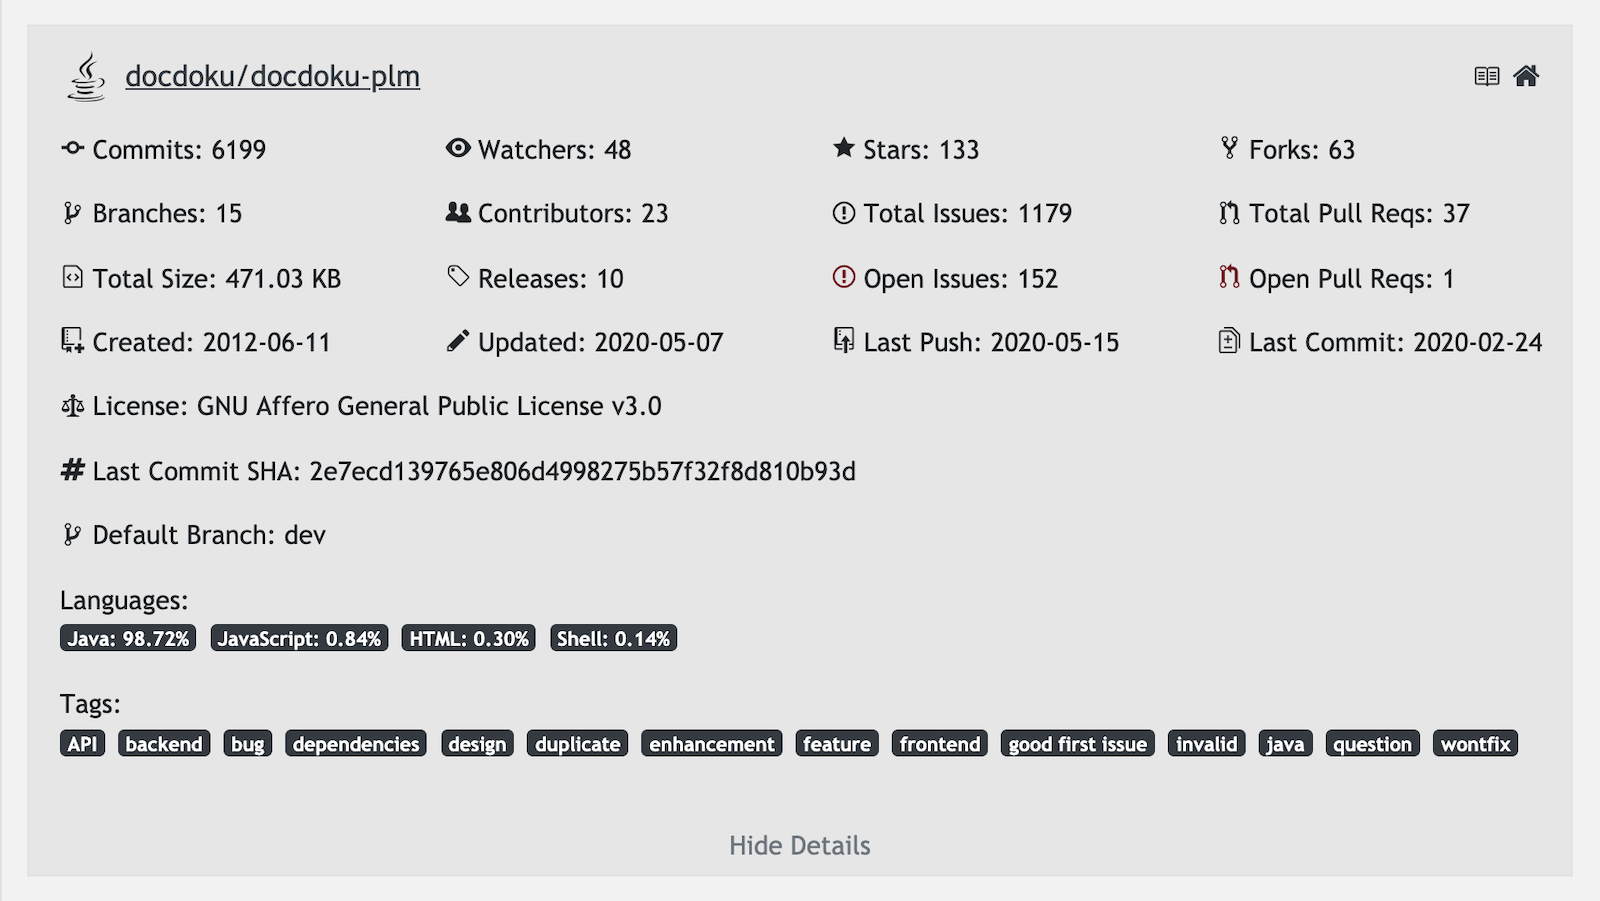 docdoku/docdoku-plm
Commits: 6199 Watchers: 48 Stars: 133 Forks: 63
Branches: 15 Contributors: 23 Total Issues: 1179 Total Pull Reqs: 37
Total Size: 471.03 KB Releases: 10 Open Issues: 152 Open Pull Reqs: 1
Created: 2012-06-11 Updated: 2020-05-07 Last Push: 2020-05-15 Last Commit: 2020-02-24
License: GNU Affero General Public License v3.0
# Last Commit SHA: 2e7ecd139765e806d4998275b57f32f8d810b93d
Default Branch: dev
Languages:
Java: 98.72% JavaScript: 0.84% HTML: 0.30% Shell: 0.14%
Tags:
API backend bug dependencies design duplicate enhancement feature frontend good first issue invalid java question wontfix
Hide Details